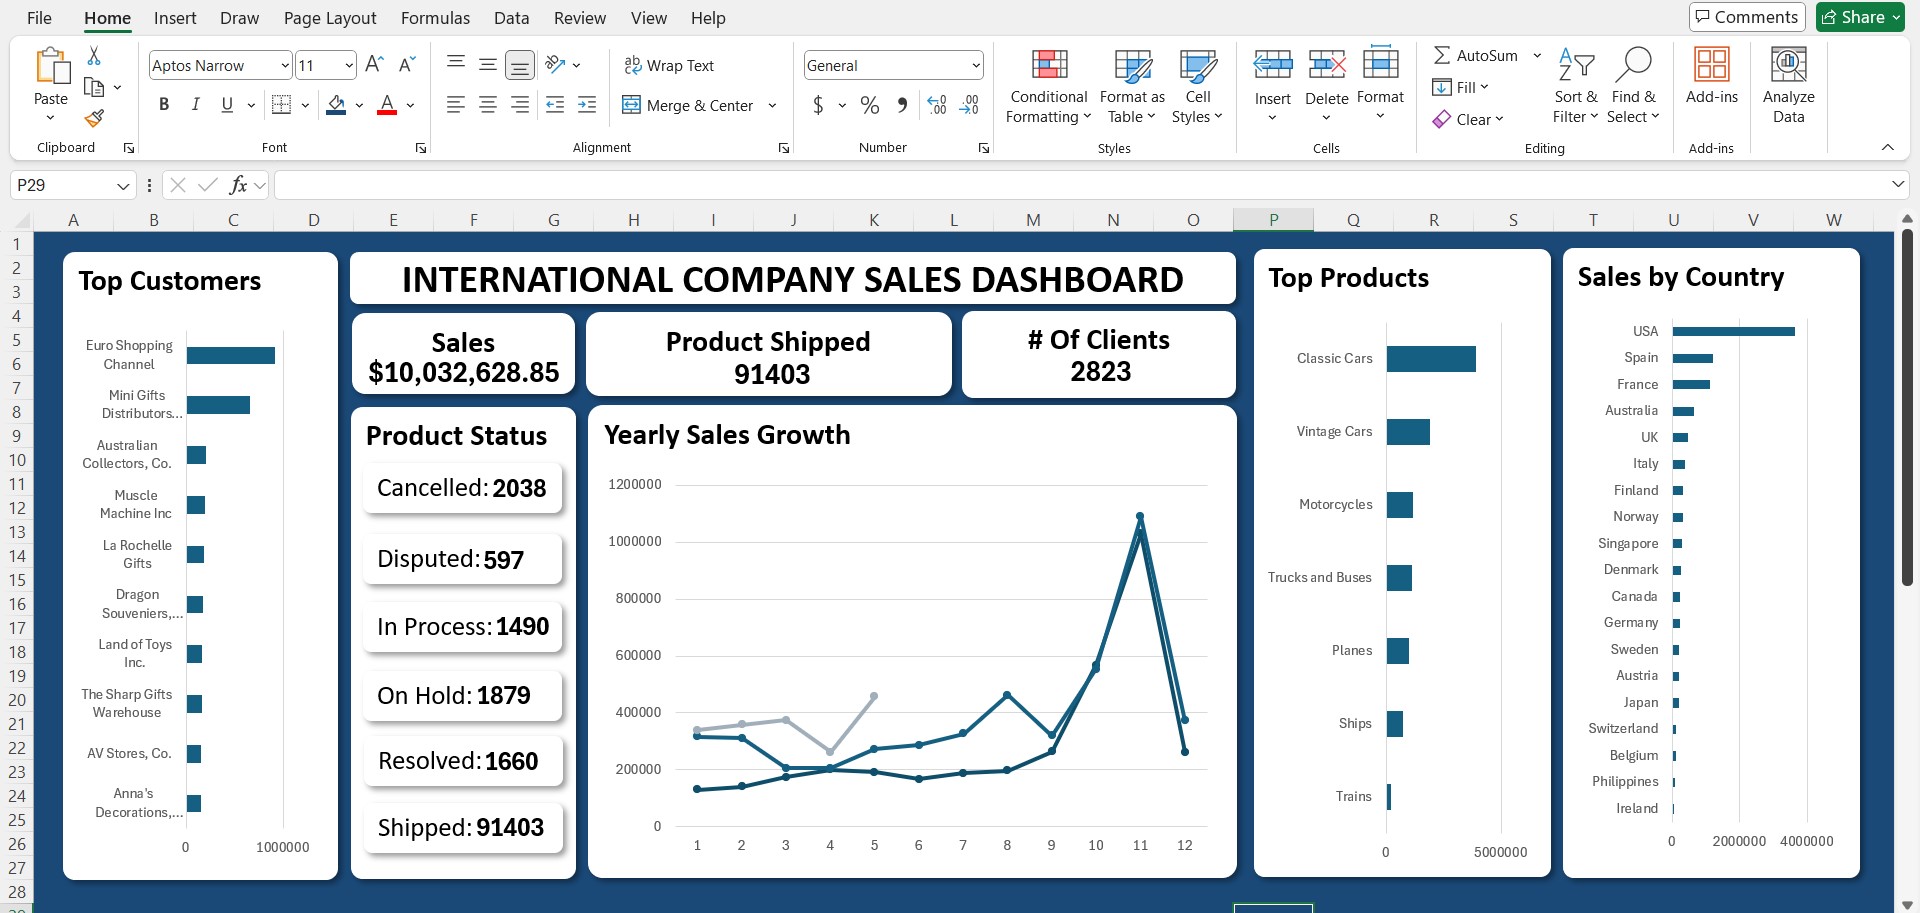 File Home Insert Draw Page Layout Formulas Data Review View Help Comments Share
Paste
Clipboard
Aptos Narrow 11
B I U A
Font
Wrap Text
Merge & Center
Alignment
General
$ % 9
Number
Conditional Formatting
Format as Table
Cell Styles
Styles
Insert Delete Format
Cells
AutoSum
Fill
Clear
Sort & Filter
Find & Select
Editing
Add-ins
Add-ins
Analyze Data
P29 fx
A B C D E F G H I J K L M N O P Q R S T U V W
1
2
3
4
5
6
7
8
9
10
11
12
13
14
15
16
17
18
19
20
21
22
23
24
25
26
27
28
Top Customers
Euro Shopping
Channel
Mini Gifts
Distributors...
Australian
Collectors, Co.
Muscle
Machine Inc
La Rochelle
Gifts
Dragon
Souveniers,...
Land of Toys
Inc.
The Sharp Gifts
Warehouse
AV Stores, Co.
Anna's
Decorations,...
0 1000000
INTERNATIONAL COMPANY SALES DASHBOARD
Sales
$10,032,628.85
Product Shipped
91403
# Of Clients
2823
Product Status
Cancelled: 2038
Disputed: 597
In Process: 1490
On Hold: 1879
Resolved: 1660
Shipped: 91403
Yearly Sales Growth
1200000
1000000
800000
600000
400000
200000
0
1 2 3 4 5 6 7 8 9 10 11 12
Top Products
Classic Cars
Vintage Cars
Motorcycles
Trucks and Buses
Planes
Ships
Trains
0 5000000
Sales by Country
USA
Spain
France
Australia
UK
Italy
Finland
Norway
Singapore
Denmark
Canada
Germany
Sweden
Austria
Japan
Switzerland
Belgium
Philippines
Ireland
0 2000000 4000000